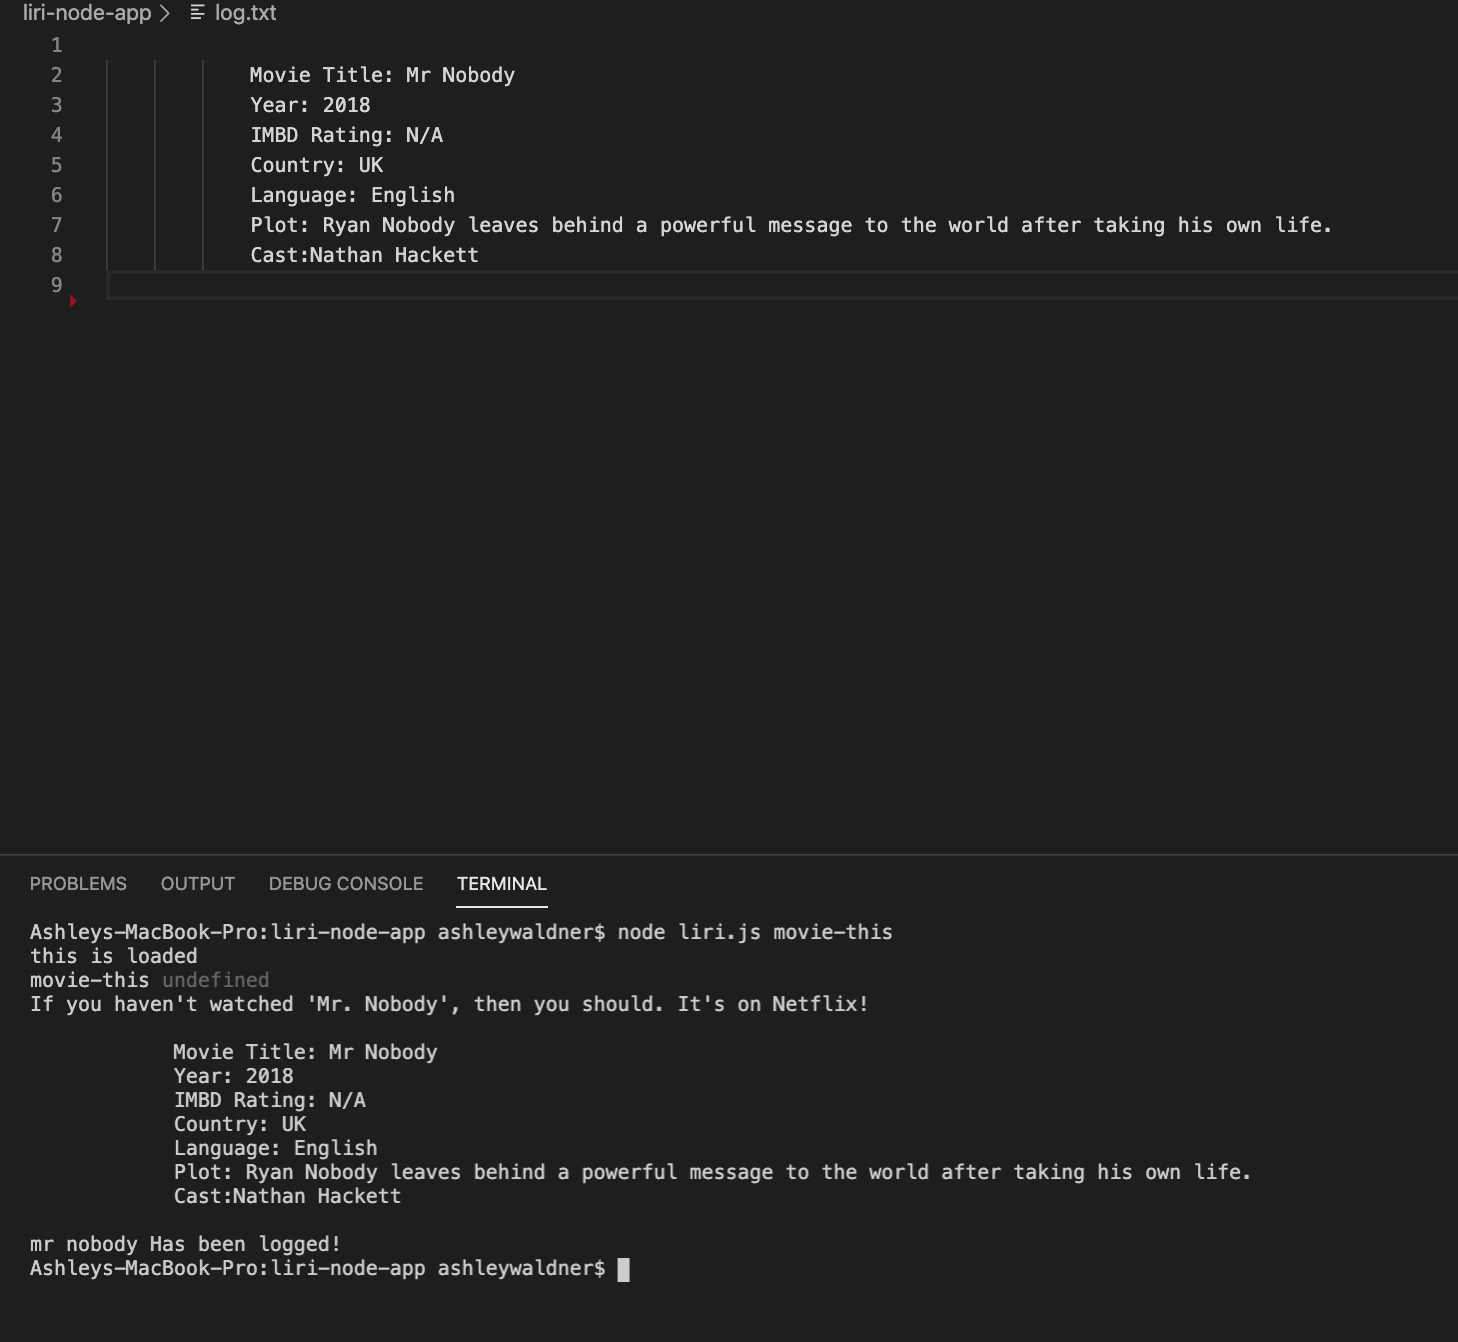 liri-node-app > log.txt
1
2 Movie Title: Mr Nobody
3 Year: 2018
4 IMBD Rating: N/A
5 Country: UK
6 Language: English
7 Plot: Ryan Nobody leaves behind a powerful message to the world after taking his own life.
8 Cast:Nathan Hackett
9
PROBLEMS OUTPUT DEBUG CONSOLE TERMINAL
Ashleys-MacBook-Pro:liri-node-app ashleywaldner$ node liri.js movie-this
this is loaded
movie-this undefined
If you haven't watched 'Mr. Nobody', then you should. It's on Netflix!
Movie Title: Mr Nobody
Year: 2018
IMBD Rating: N/A
Country: UK
Language: English
Plot: Ryan Nobody leaves behind a powerful message to the world after taking his own life.
Cast:Nathan Hackett
mr nobody Has been logged!
Ashleys-MacBook-Pro:liri-node-app ashleywaldner$